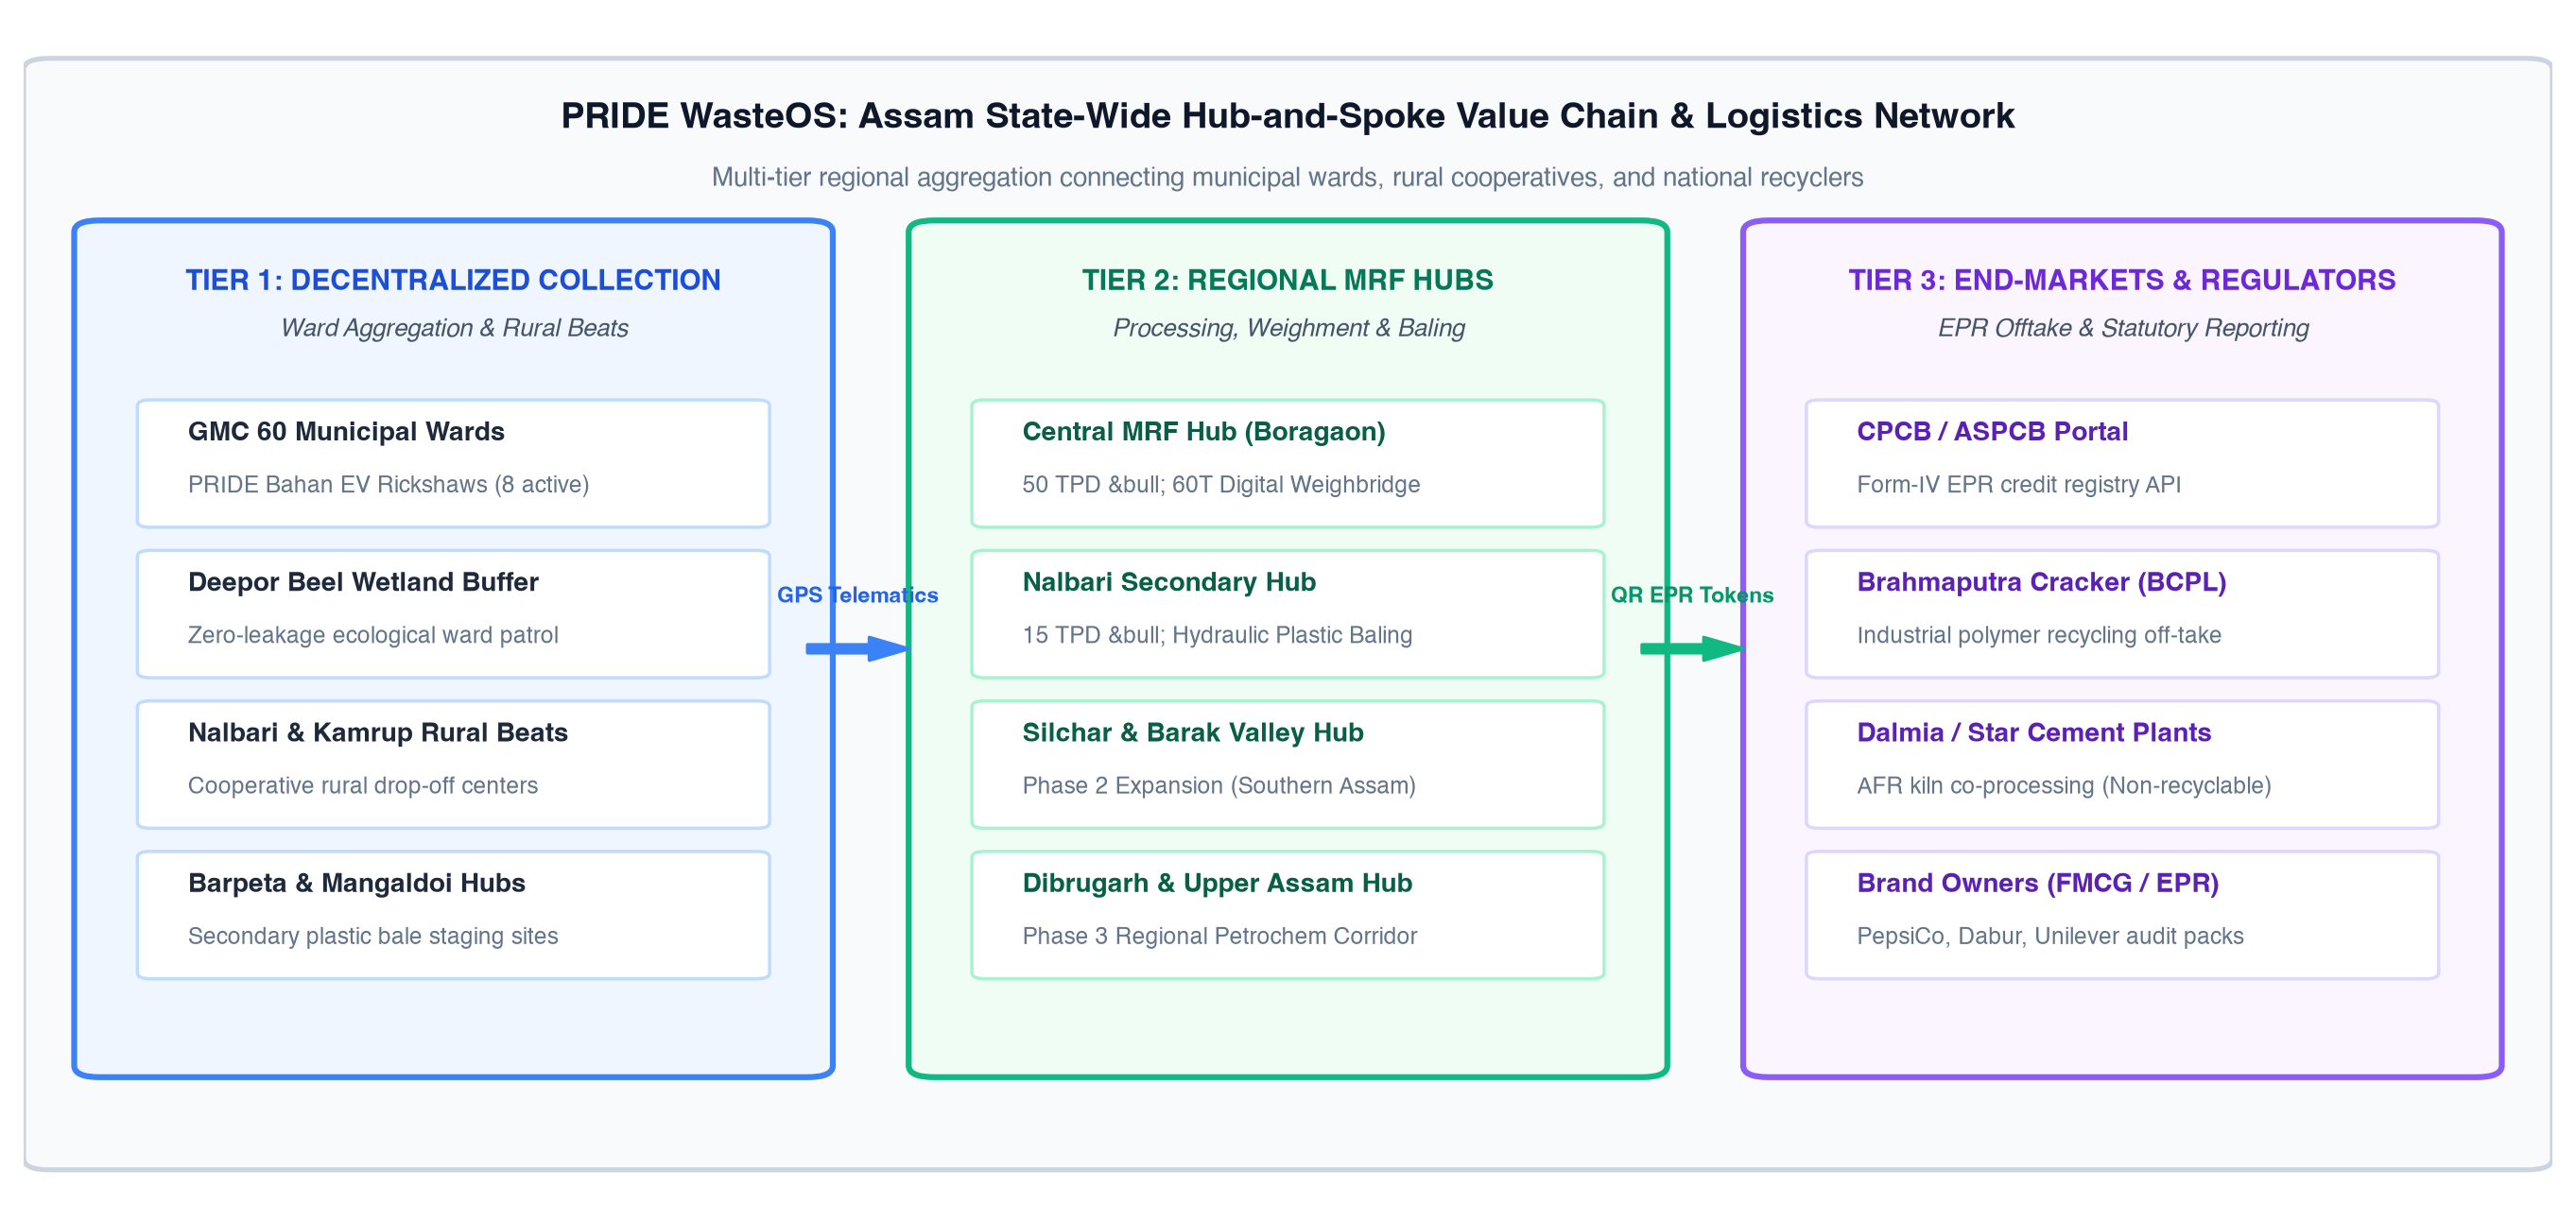 PRIDE WasteOS: Assam State-Wide Hub-and-Spoke Value Chain & Logistics Network
Multi-tier regional aggregation connecting municipal wards, rural cooperatives, and national recyclers
TIER 1: DECENTRALIZED COLLECTION
Ward Aggregation & Rural Beats
GMC 60 Municipal Wards
PRIDE Bahan EV Rickshaws (8 active)
Deepor Beel Wetland Buffer
Zero-leakage ecological ward patrol
Nalbari & Kamrup Rural Beats
Cooperative rural drop-off centers
Barpeta & Mangaldoi Hubs
Secondary plastic bale staging sites
GPS Telematics
TIER 2: REGIONAL MRF HUBS
Processing, Weighment & Baling
Central MRF Hub (Boragaon)
50 TPD &bull; 60T Digital Weighbridge
Nalbari Secondary Hub
15 TPD &bull; Hydraulic Plastic Baling
Silchar & Barak Valley Hub
Phase 2 Expansion (Southern Assam)
Dibrugarh & Upper Assam Hub
Phase 3 Regional Petrochem Corridor
QR EPR Tokens
TIER 3: END-MARKETS & REGULATORS
EPR Offtake & Statutory Reporting
CPCB / ASPCB Portal
Form-IV EPR credit registry API
Brahmaputra Cracker (BCPL)
Industrial polymer recycling off-take
Dalmia / Star Cement Plants
AFR kiln co-processing (Non-recyclable)
Brand Owners (FMCG / EPR)
PepsiCo, Dabur, Unilever audit packs